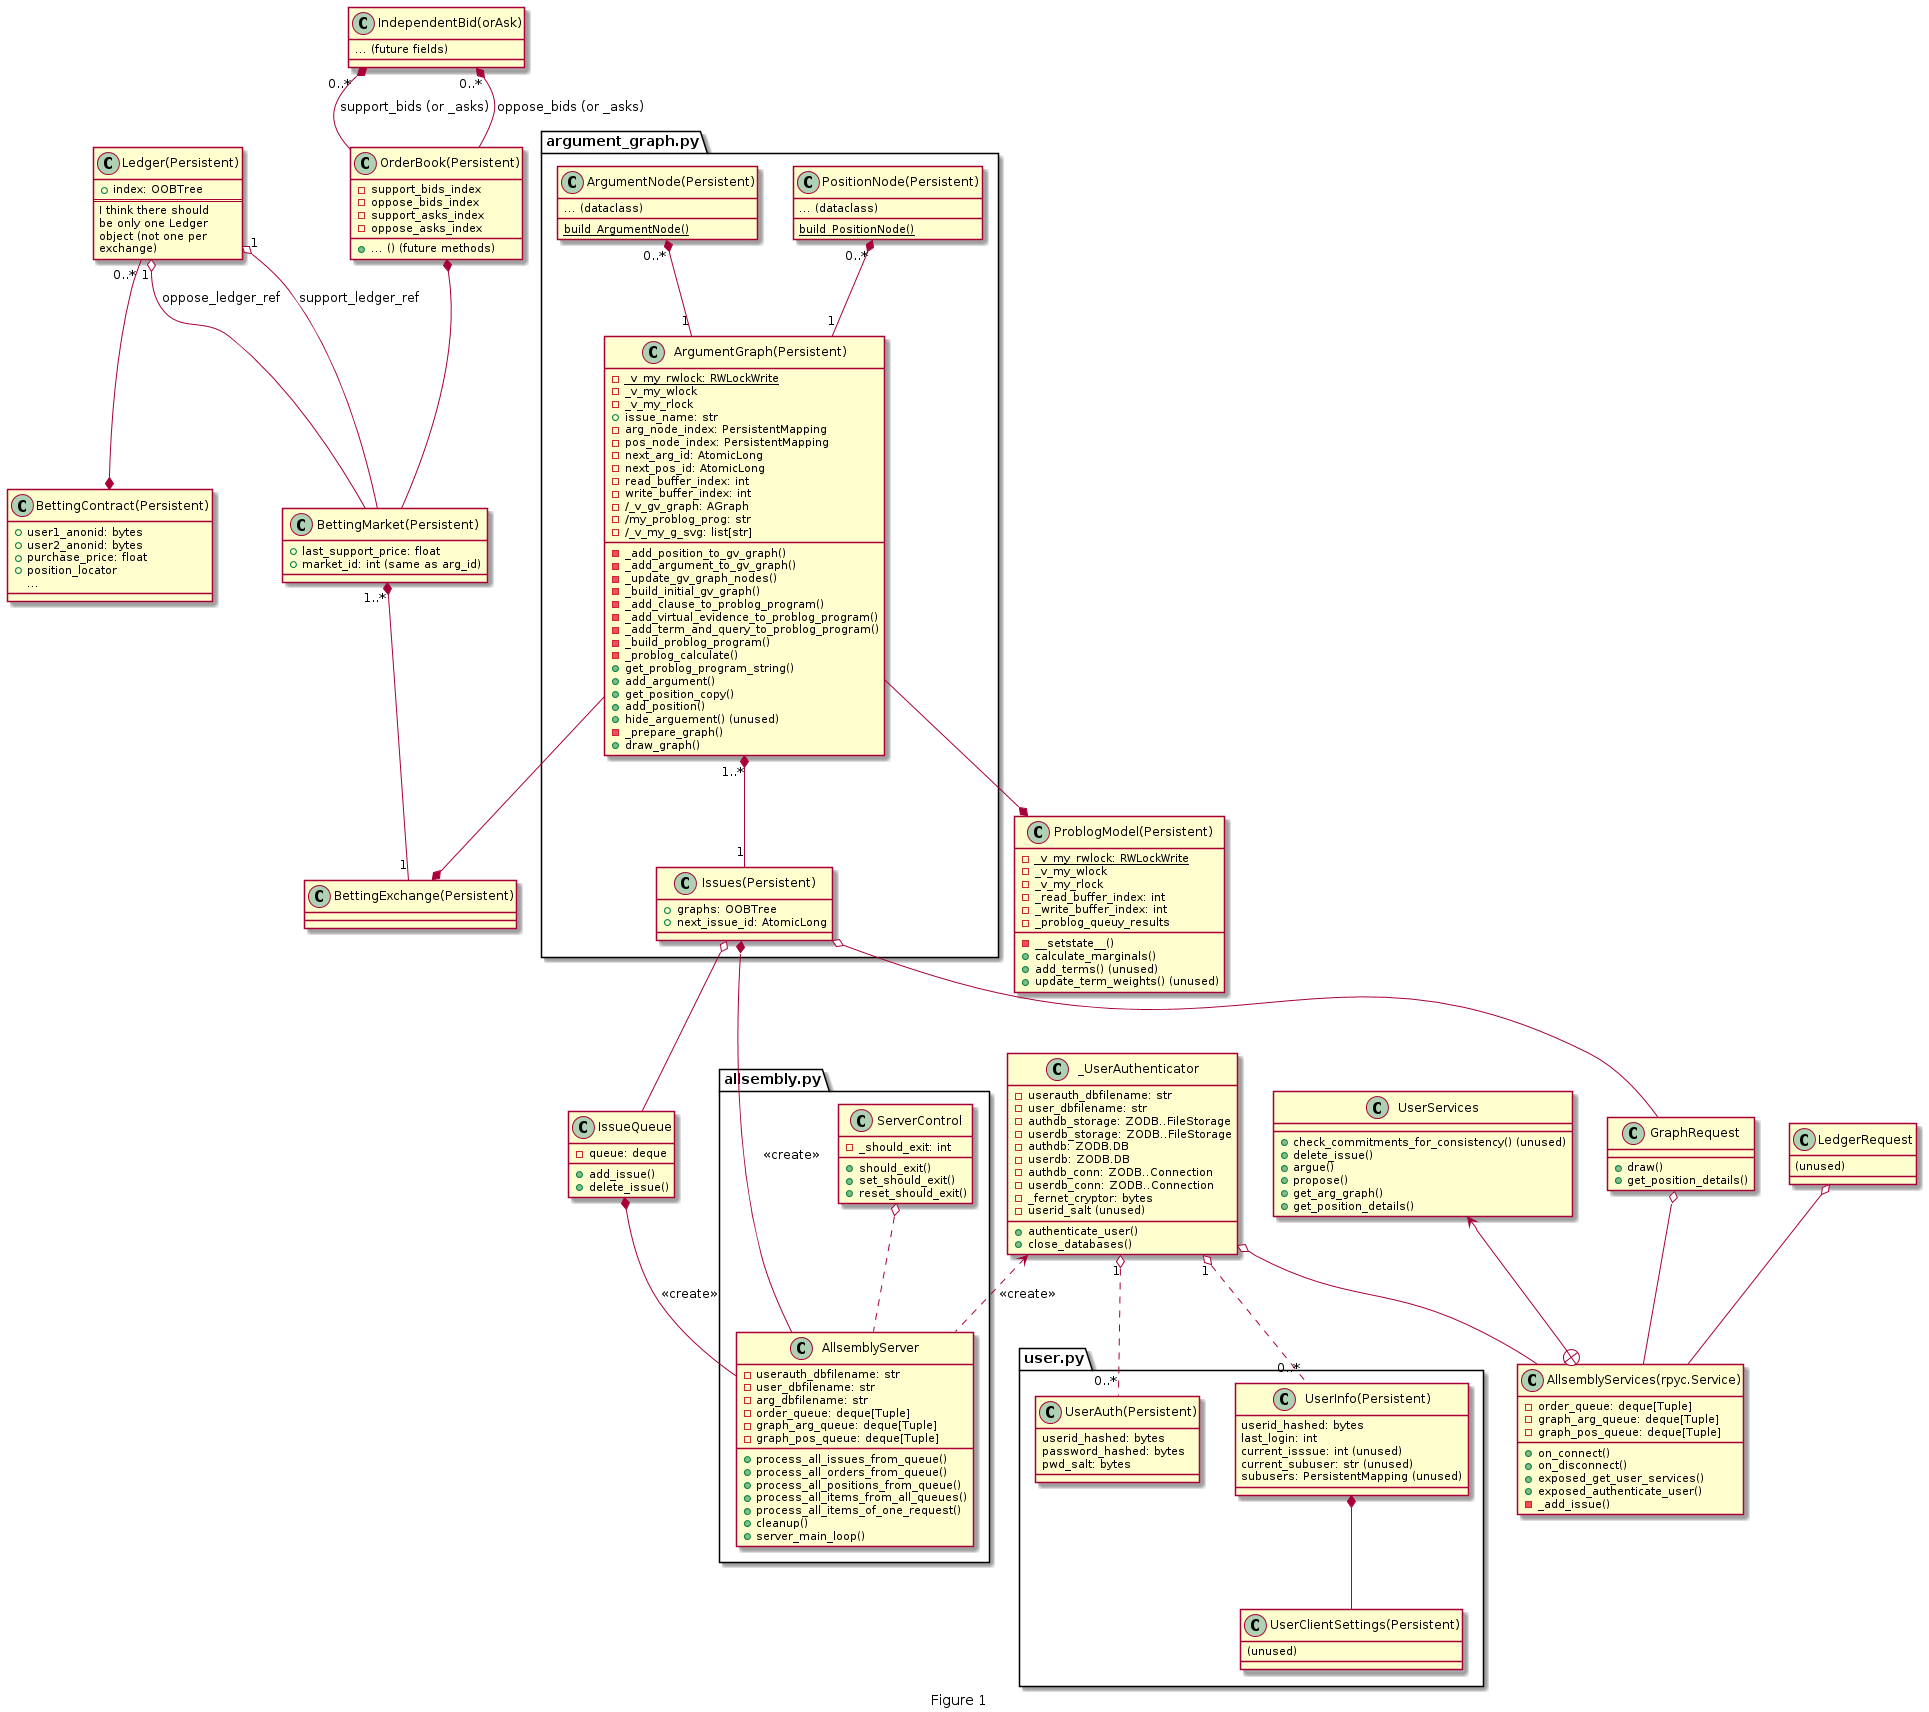 IndependentBid(orAsk)
... (future fields)
0..*
0..*
support_bids (or _asks)
oppose_bids (or _asks)
Ledger(Persistent)
index: OOBTree
I think there should
be only one Ledger
object (not one per
exchange)
1
0..*
1
oppose_ledger_ref
support_ledger_ref
OrderBook(Persistent)
support_bids_index
oppose_bids_index
support_asks_index
oppose_asks_index
... () (future methods)
argument_graph.py
ArgumentNode(Persistent)
... (dataclass)
build_ArgumentNode()
0..*
1
PositionNode(Persistent)
... (dataclass)
build_PositionNode()
0..*
1
ArgumentGraph(Persistent)
_v_my_rwlock: RWLockWrite
_v_my_wlock
_v_my_rlock
issue_name: str
arg_node_index: PersistentMapping
pos_node_index: PersistentMapping
next_arg_id: AtomicLong
next_pos_id: AtomicLong
read_buffer_index: int
write_buffer_index: int
/_v_gv_graph: AGraph
/my_problog_prog: str
/_v_my_g_svg: list[str]
_add_position_to_gv_graph()
_add_argument_to_gv_graph()
_update_gv_graph_nodes()
_build_initial_gv_graph()
_add_clause_to_problog_program()
_add_virtual_evidence_to_problog_program()
_add_term_and_query_to_problog_program()
_build_problog_program()
_problog_calculate()
get_problog_program_string()
add_argument()
get_position_copy()
add_position()
hide_arguement() (unused)
_prepare_graph()
draw_graph()
1..*
1
BettingContract(Persistent)
user1_anonid: bytes
user2_anonid: bytes
purchase_price: float
position_locator
...
BettingMarket(Persistent)
last_support_price: float
market_id: int (same as arg_id)
1..*
1
BettingExchange(Persistent)
Issues(Persistent)
graphs: OOBTree
next_issue_id: AtomicLong
ProblogModel(Persistent)
_v_my_rwlock: RWLockWrite
_v_my_wlock
_v_my_rlock
_read_buffer_index: int
_write_buffer_index: int
_problog_queuy_results
__setstate__()
calculate_marginals()
add_terms() (unused)
update_term_weights() (unused)
IssueQueue
queue: deque
add_issue()
delete_issue()
«create»
allsembly.py
«create»
ServerControl
_should_exit: int
should_exit()
set_should_exit()
reset_should_exit()
_UserAuthenticator
userauth_dbfilename: str
user_dbfilename: str
authdb_storage: ZODB..FileStorage
userdb_storage: ZODB..FileStorage
authdb: ZODB.DB
userdb: ZODB.DB
authdb_conn: ZODB..Connection
userdb_conn: ZODB..Connection
_fernet_cryptor: bytes
userid_salt (unused)
authenticate_user()
close_databases()
1
1
«create»
UserServices
check_commitments_for_consistency() (unused)
delete_issue()
argue()
propose()
get_arg_graph()
get_position_details()
GraphRequest
draw()
get_position_details()
LedgerRequest
(unused)
AllsemblyServer
userauth_dbfilename: str
user_dbfilename: str
arg_dbfilename: str
order_queue: deque[Tuple]
graph_arg_queue: deque[Tuple]
graph_pos_queue: deque[Tuple]
process_all_issues_from_queue()
process_all_orders_from_queue()
process_all_positions_from_queue()
process_all_items_from_all_queues()
process_all_items_of_one_request()
cleanup()
server_main_loop()
user.py
0..*
0..*
UserAuth(Persistent)
userid_hashed: bytes
password_hashed: bytes
pwd_salt: bytes
UserInfo(Persistent)
userid_hashed: bytes
last_login: int
current_isssue: int (unused)
current_subuser: str (unused)
subusers: PersistentMapping (unused)
AllsemblyServices(rpyc.Service)
order_queue: deque[Tuple]
graph_arg_queue: deque[Tuple]
graph_pos_queue: deque[Tuple]
on_connect()
on_disconnect()
exposed_get_user_services()
exposed_authenticate_user()
_add_issue()
UserClientSettings(Persistent)
(unused)
Figure 1